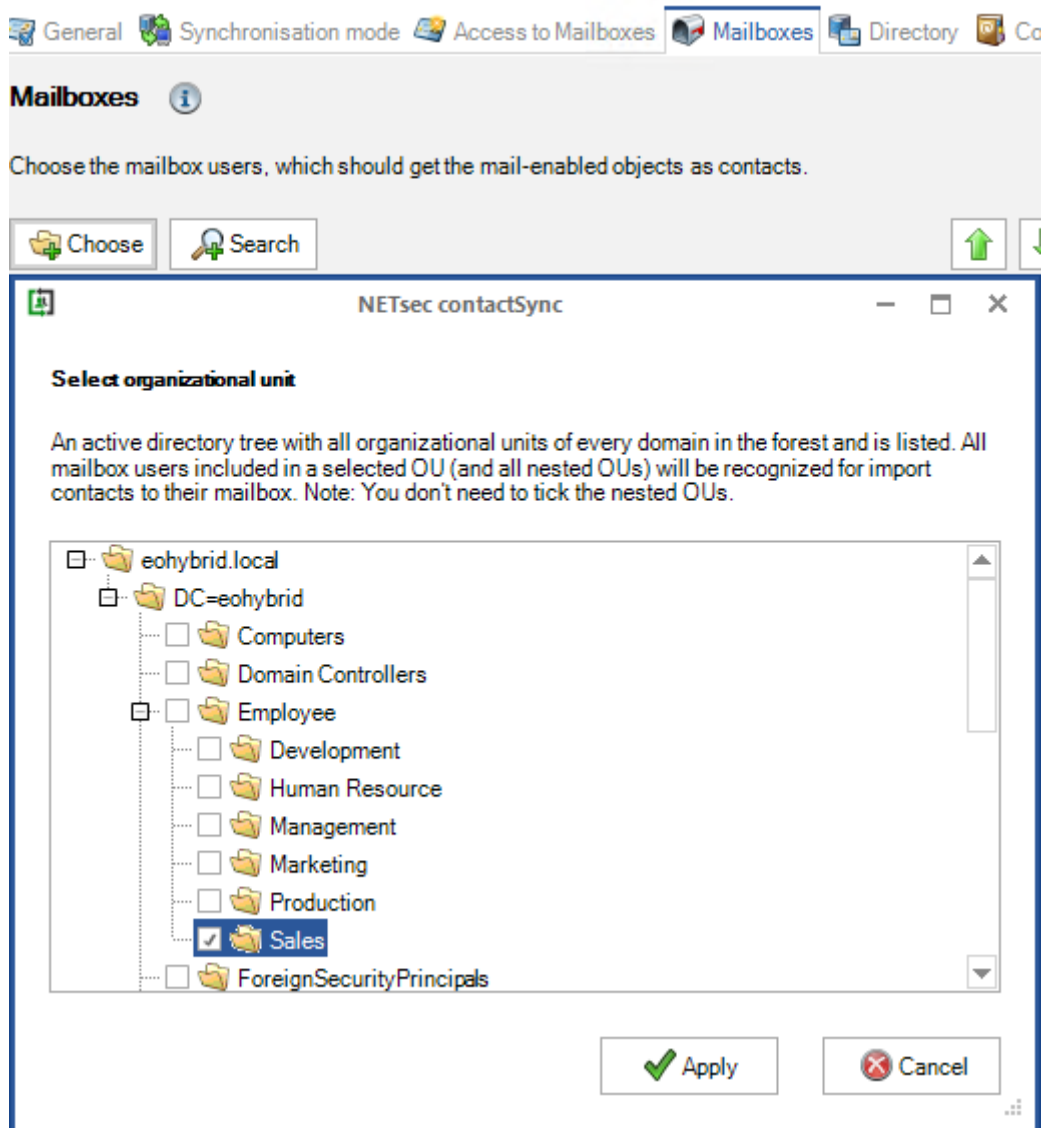 General Synchronisation mode Access to Mailboxes Mailboxes Directory Co
Mailboxes
Choose the mailbox users, which should get the mail-enabled objects as contacts.
Choose Search
NETsec contactSync
Select organizational unit
An active directory tree with all organizational units of every domain in the forest and is listed. All
mailbox users included in a selected OU (and all nested OUs) will be recognized for import
contacts to their mailbox. Note: You don't need to tick the nested OUs.
eohybrid.local
DC=eohybrid
Computers
Domain Controllers
Employee
Development
Human Resource
Management
Marketing
Production
Sales
ForeignSecurityPrincipals
Apply Cancel